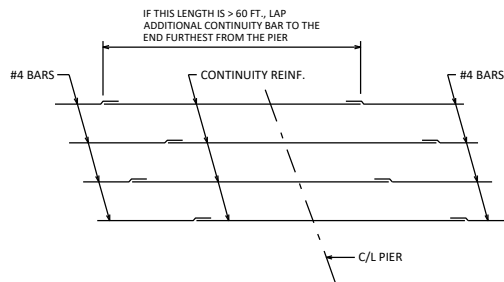 IF THIS LENGTH IS > 60 FT., LAP
ADDITIONAL CONTINUITY BAR TO THE
END FURTHEST FROM THE PIER
#4 BARS
CONTINUITY REINF.
#4 BARS
C/L PIER